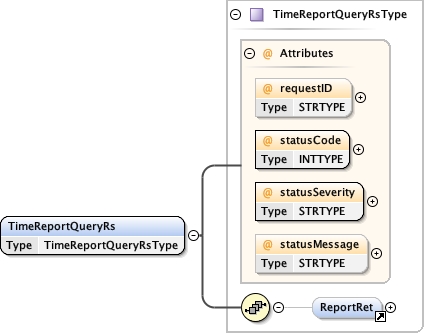 TimeReportQueryRsType
@ Attributes
@ requestID
Type STRTYPE
@ statusCode
Type INTTYPE
@ statusSeverity
Type STRTYPE
TimeReportQueryRs
Type TimeReportQueryRsType
@ statusMessage
Type STRTYPE
ReportRet